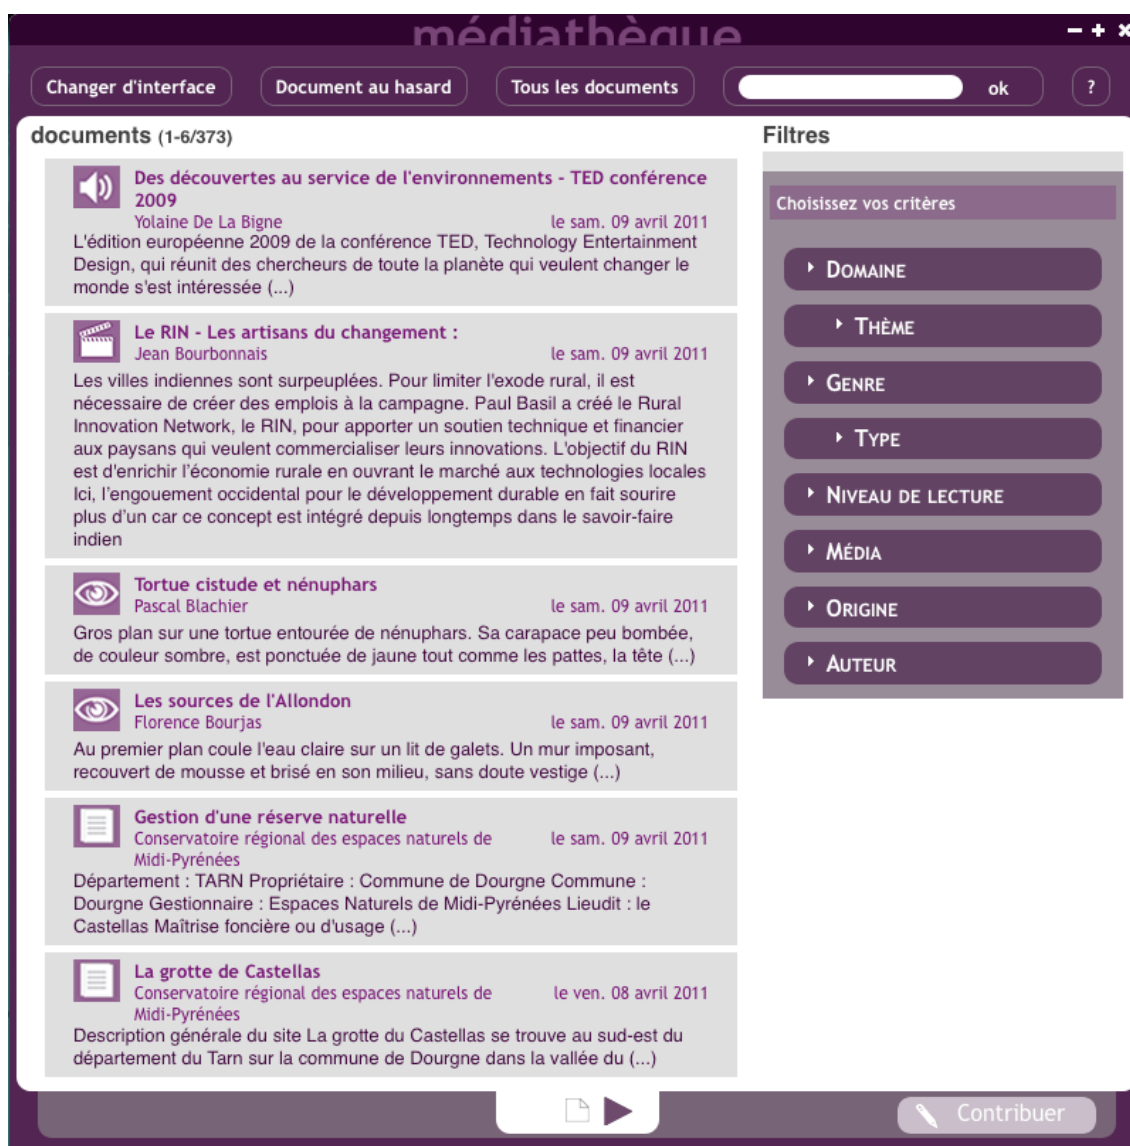 médiathèque
Changer d'interface
Document au hasard
Tous les documents
ok
?
documents (1-6/373)
Des découvertes au service de l'environnements - TED conférence
2009
Yolaine De La Bigne le sam. 09 avril 2011
L'édition européenne 2009 de la conférence TED, Technology Entertainment
Design, qui réunit des chercheurs de toute la planète qui veulent changer le
monde s'est intéressée (...)
Le RIN - Les artisans du changement :
Jean Bourbonnais le sam. 09 avril 2011
Les villes indiennes sont surpeuplées. Pour limiter l'exode rural, il est
nécessaire de créer des emplois à la campagne. Paul Basil a créé le Rural
Innovation Network, le RIN, pour apporter un soutien technique et financier
aux paysans qui veulent commercialiser leurs innovations. L'objectif du RIN
est d'enrichir l’économie rurale en ouvrant le marché aux technologies locales
Ici, l’engouement occidental pour le développement durable en fait sourire
plus d’un car ce concept est intégré depuis longtemps dans le savoir-faire
indien
Tortue cistude et nénuphars
Pascal Blachier le sam. 09 avril 2011
Gros plan sur une tortue entourée de nénuphars. Sa carapace peu bombée,
de couleur sombre, est ponctuée de jaune tout comme les pattes, la tête (...)
Les sources de l'Allondon
Florence Bourjas le sam. 09 avril 2011
Au premier plan coule l'eau claire sur un lit de galets. Un mur imposant,
recouvert de mousse et brisé en son milieu, sans doute vestige (...)
Gestion d'une réserve naturelle
Conservatoire régional des espaces naturels de le sam. 09 avril 2011
Midi-Pyrénées
Département : TARN Propriétaire : Commune de Dourgne Commune :
Dourgne Gestionnaire : Espaces Naturels de Midi-Pyrénées Lieudit : le
Castellas Maîtrise foncière ou d'usage (...)
La grotte de Castellas
Conservatoire régional des espaces naturels de le ven. 08 avril 2011
Midi-Pyrénées
Description générale du site La grotte du Castellas se trouve au sud-est du
département du Tarn sur la commune de Dourgne dans la vallée du (...)
Filtres
Choisissez vos critères
DOMAINE
THÈME
GENRE
TYPE
NIVEAU DE LECTURE
MÉDIA
ORIGINE
AUTEUR
Contribuer